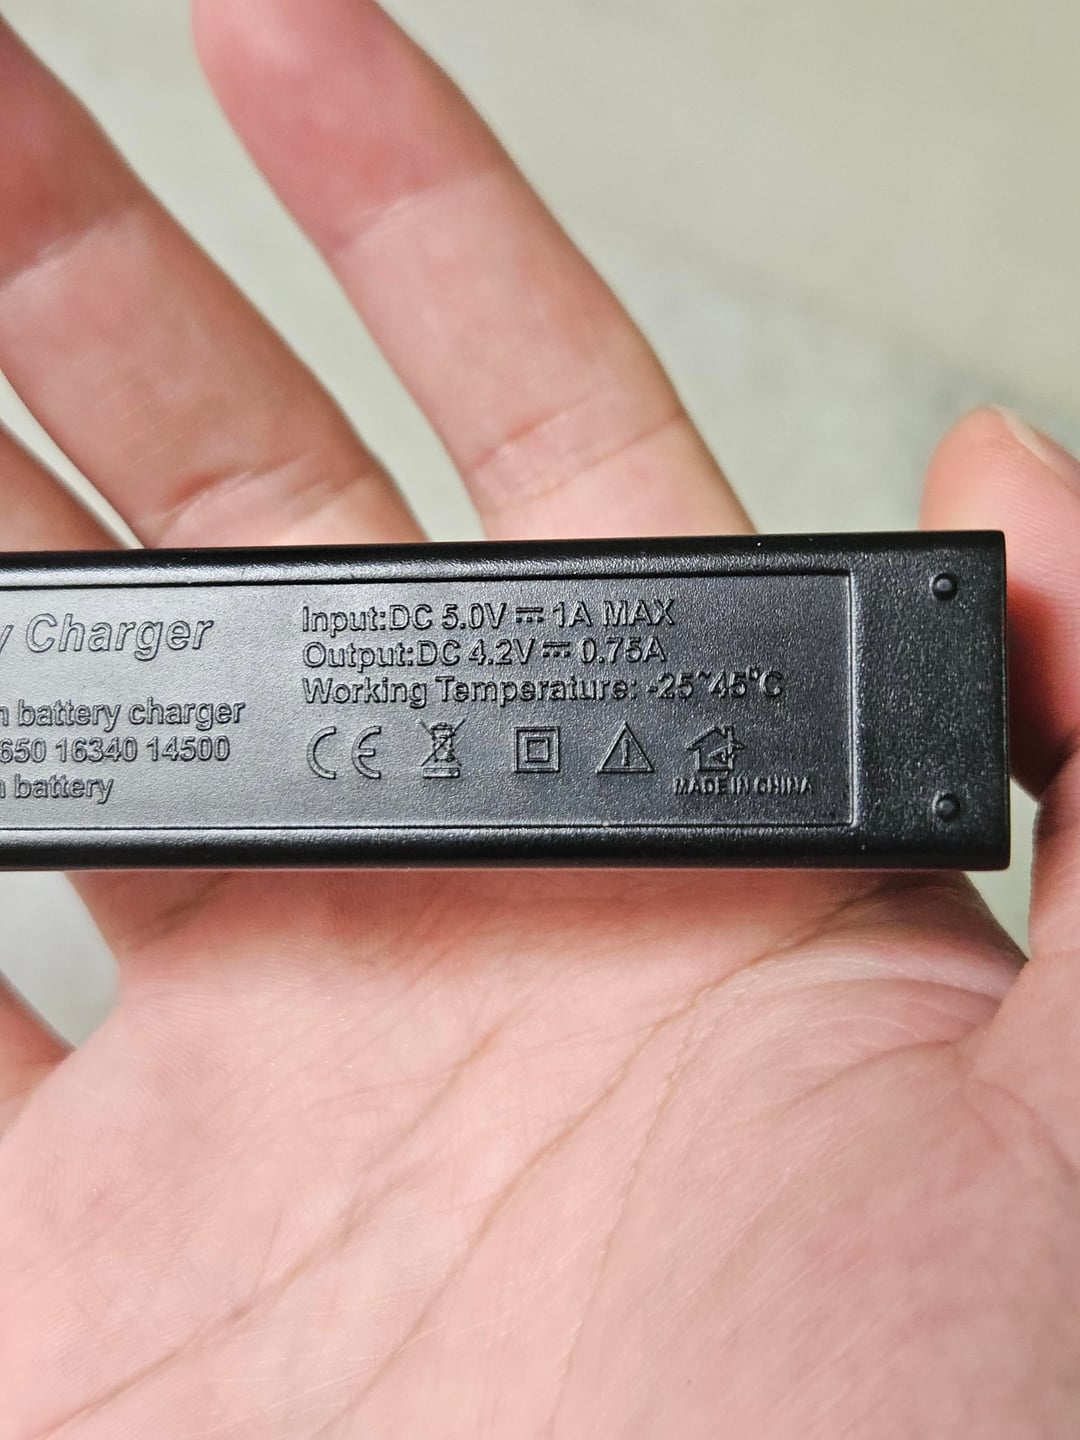 y Charger
n battery charger
650 16340 14500
n battery
Input:DC 5.0V ⎓ 1A MAX
Output:DC 4.2V ⎓ 0.75A
Working Temperature: -25~45°C
CE
MADE IN CHINA